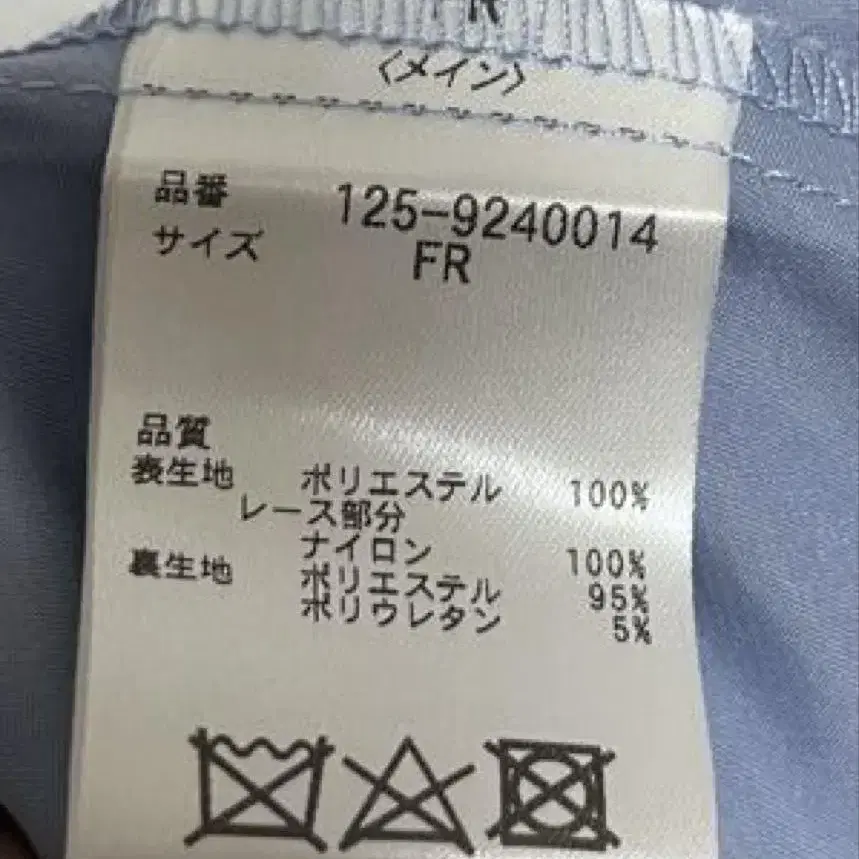 FR
〈メイン〉
品番 125-9240014
サイズ FR
品質
表生地 ポリエステル 100%
レース部分
ナイロン 100%
裏生地 ポリエステル 95%
ポリウレタン 5%